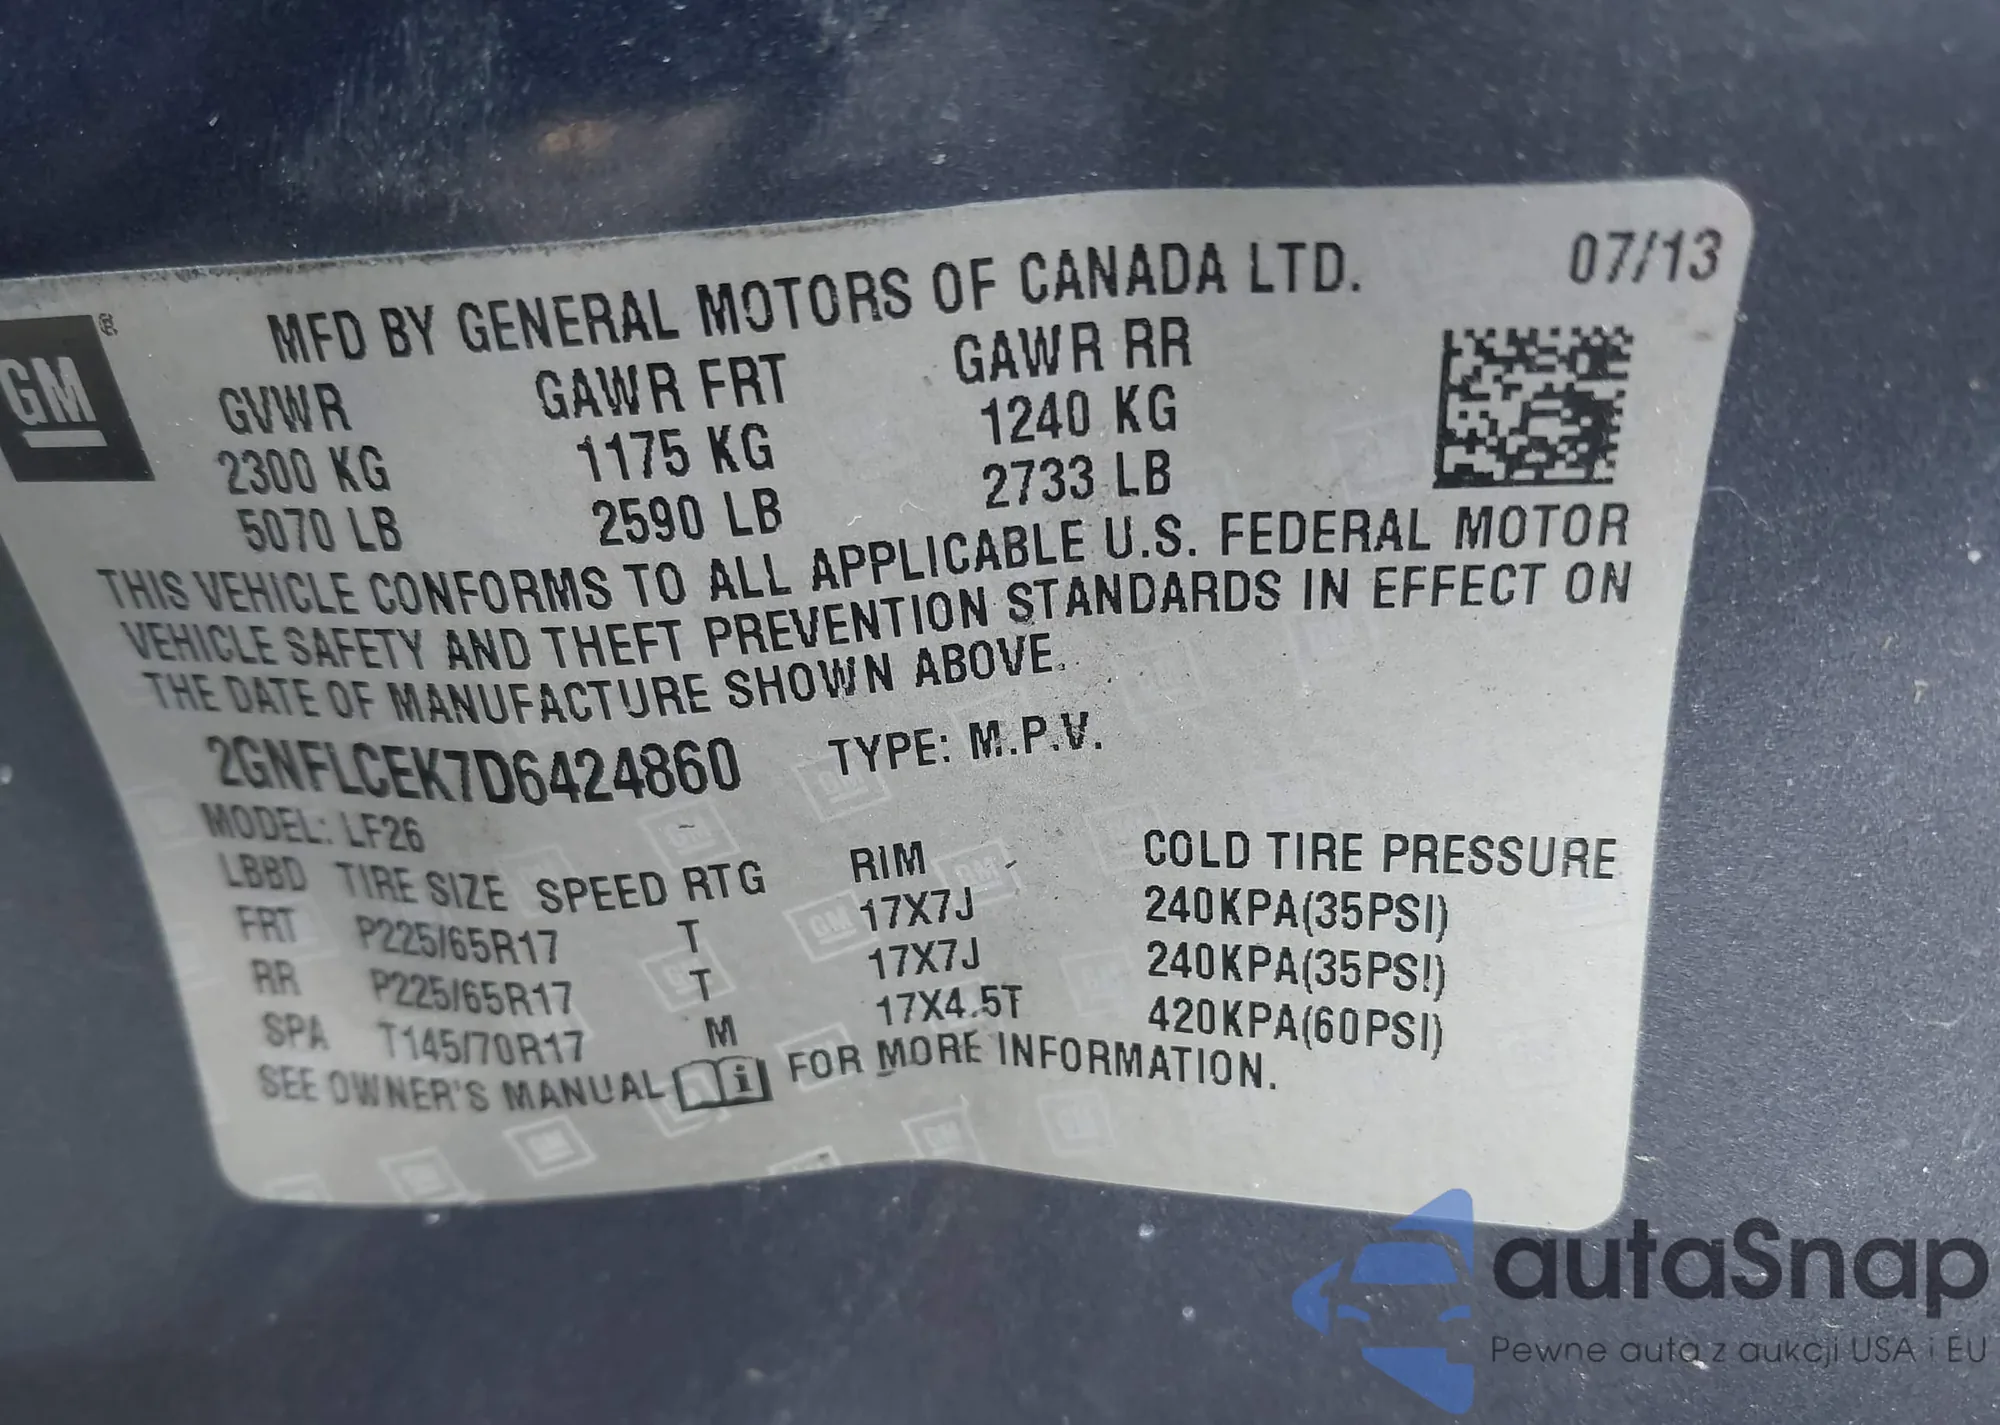 07/13
MFD BY GENERAL MOTORS OF CANADA LTD.
GM ®
GVWR GAWR FRT GAWR RR
2300 KG 1175 KG 1240 KG
5070 LB 2590 LB 2733 LB
THIS VEHICLE CONFORMS TO ALL APPLICABLE U.S. FEDERAL MOTOR
VEHICLE SAFETY AND THEFT PREVENTION STANDARDS IN EFFECT ON
THE DATE OF MANUFACTURE SHOWN ABOVE.
2GNFLCEK7D6424860 TYPE: M.P.V.
MODEL: LF26
LBBD TIRE SIZE SPEED RTG RIM COLD TIRE PRESSURE
FRT P225/65R17 T 17X7J 240KPA(35PSI)
RR P225/65R17 T 17X7J 240KPA(35PSI)
SPA T145/70R17 M 17X4.5T 420KPA(60PSI)
SEE OWNER'S MANUAL i FOR MORE INFORMATION.
autaSnap
Pewne auta z aukcji USA i EU